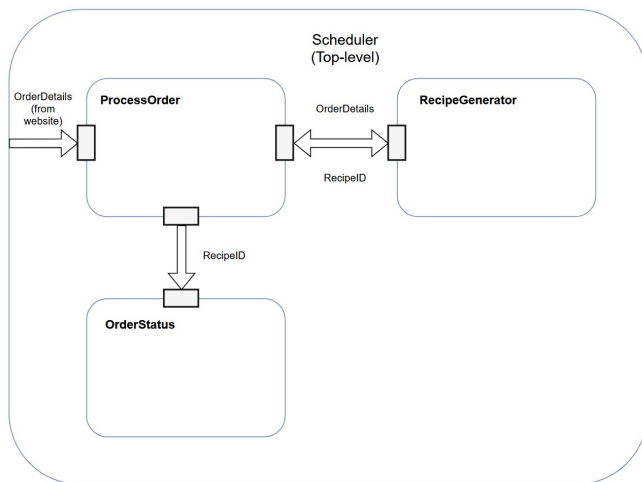 Scheduler
(Top-level)
OrderDetails
(from
website)
ProcessOrder
OrderDetails
RecipeID
RecipeGenerator
RecipeID
OrderStatus